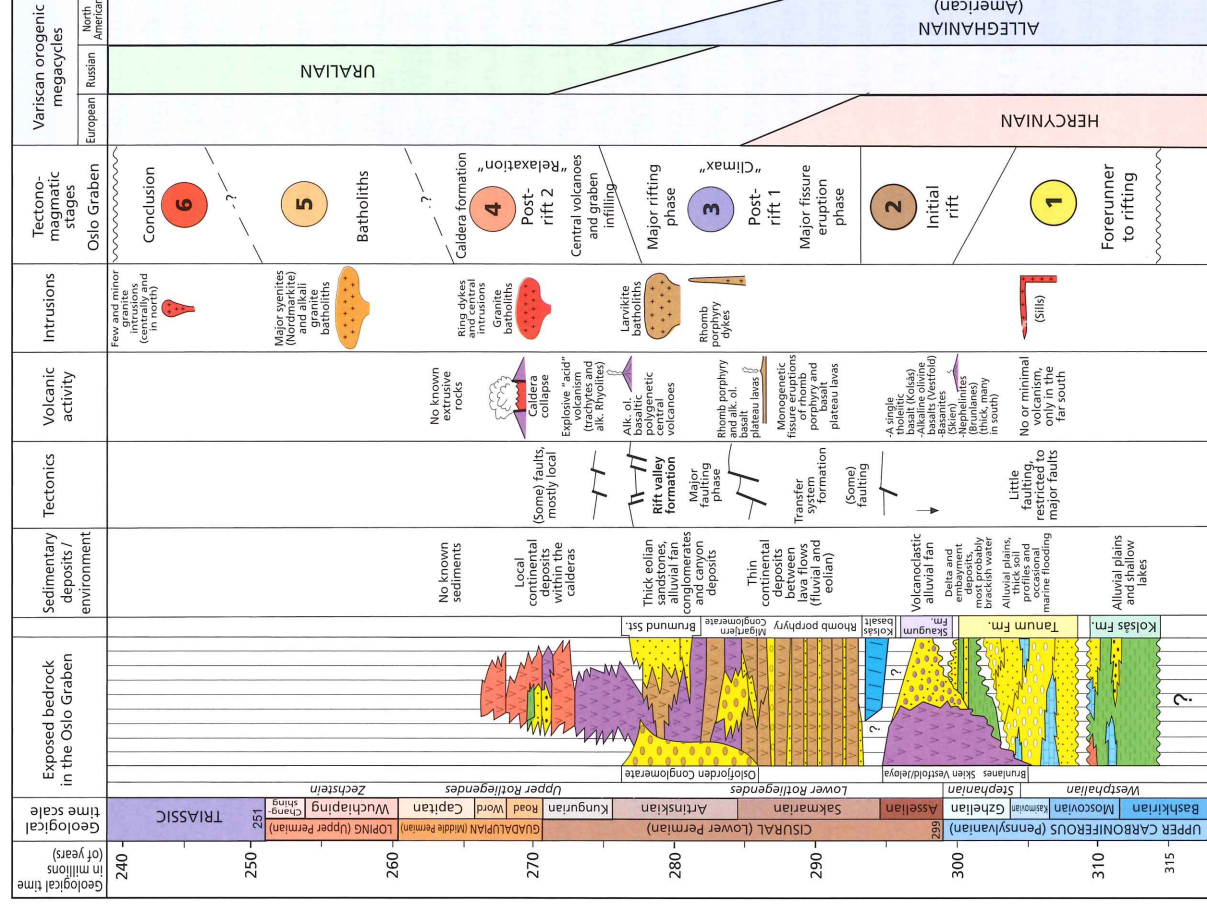 Variscan orogenic
megacycles
North
American
Russian
European
ALLEGHANIAN
(American)
URALIAN
HERCYNIAN
Tectono-
magmatic
stages
Oslo Graben
Conclusion
6
?
5
Batholiths
?
Caldera formation
"Relaxation"
4
Post-
rift 2
Central volcanoes
and graben
infilling
Major rifting
phase
"Climax"
3
Post-
rift 1
Major fissure
eruption
phase
2
Initial
rift
1
Forerunner
to rifting
Intrusions
Few and minor
granite
intrusions
(centrally and
in north)
Major syenites
(Nordmarkite)
and alkali
granite
batholiths
Ring dykes
and central
intrusions
Granite
batholiths
Larvikite
batholiths
Rhomb
porphyry
dykes
(Sills)
Volcanic
activity
No known
extrusive
rocks
Caldera
collapse
Explosive "acid"
volcanism
(trachytes and
alk. Rhyolites)
Alk. ol.
basaltic
polygenetic
central
volcanoes
Rhomb porphyry
and alk. ol.
basalt
plateau lavas
Monogenetic
fissure eruptions
of rhomb
porphyry and
basalt
plateau lavas
-A single
tholeiitic
basalt (Kolsås)
-Alkaline olivine
basalts (Vestfold)
-Basanites
(Skien)
-Nephelinites
(Brunlanes)
(thick, many
in south)
No or minimal
volcanism,
only in the
far south
Tectonics
(Some) faults,
mostly local
Rift valley
formation
Major
faulting
phase
Transfer
system
formation
(Some)
faulting
Little
faulting,
restricted to
major faults
Sedimentary
deposits /
environment
No known
sediments
Local
continental
deposits
within the
calderas
Thick eolian
sandstones,
alluvial fan
conglomerates
and canyon
deposits
Thin
continental
deposits
between
lava flows
(fluvial and
eolian)
Volcanoclastic
alluvial fan
Delta and
embayment
deposits,
most probably
brackish water
Alluvial plains,
thick soil
profiles and
occasional
marine flooding
Alluvial plains
and shallow
lakes
Exposed bedrock
in the Oslo Graben
Brumund Sst.
Migartjern
Conglomerate
Rhomb porphyry
Kolsås
basalt
Skaugum
Fm.
Tanum Fm.
Kolsås Fm.
?
?
?
Oslofjorden Conglomerate
Brunlanes Skien Vestfold/Jeløya
Zechstein
Upper Rotliegendes
Lower Rotliegendes
Stephanian
Westphalian
Geological
time scale
TRIASSIC
251
Chang-
shing
Wuchiaping
Capitan
Word
Road
Kungurian
Artinskian
Sakmarian
Asselian
Gzhelian
Kasimovian
Moscovian
Bashkirian
LOPING (Upper Permian)
GUADALUPIAN (Middle Permian)
CISURAL (Lower Permian)
299
UPPER CARBONIFEROUS (Pennsylvanian)
Geological time
in millions
(of years)
240
250
260
270
280
290
300
310
315